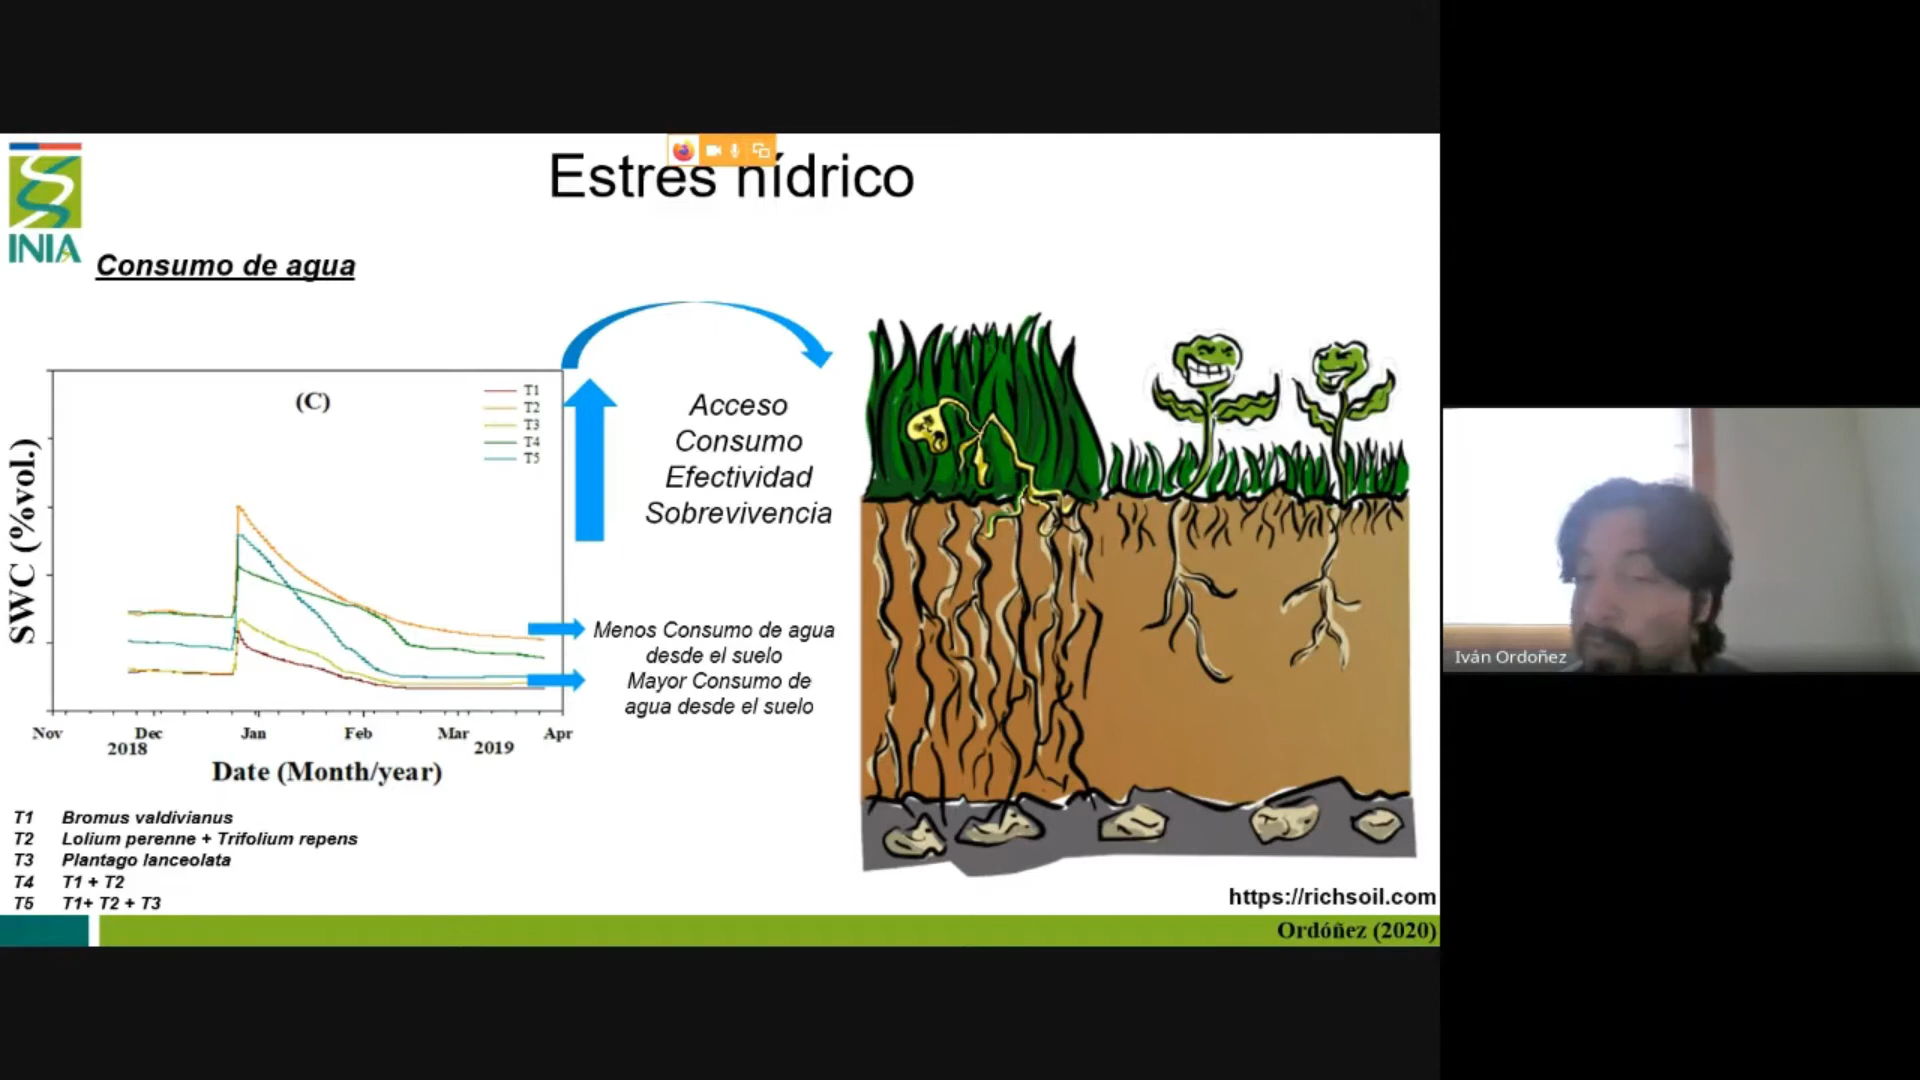 Estrés hídrico
INIA
Consumo de agua
(C)
T1
T2
T3
T4
T5
SWC (%vol.)
Nov
Dec
Jan
Feb
Mar
Apr
2018
2019
Date (Month/year)
Acceso
Consumo
Efectividad
Sobrevivencia
Menos Consumo de agua
desde el suelo
Mayor Consumo de
agua desde el suelo
T1 Bromus valdivianus
T2 Lolium perenne + Trifolium repens
T3 Plantago lanceolata
T4 T1 + T2
T5 T1+ T2 + T3
https://richsoil.com
Ordóñez (2020)
Iván Ordoñez